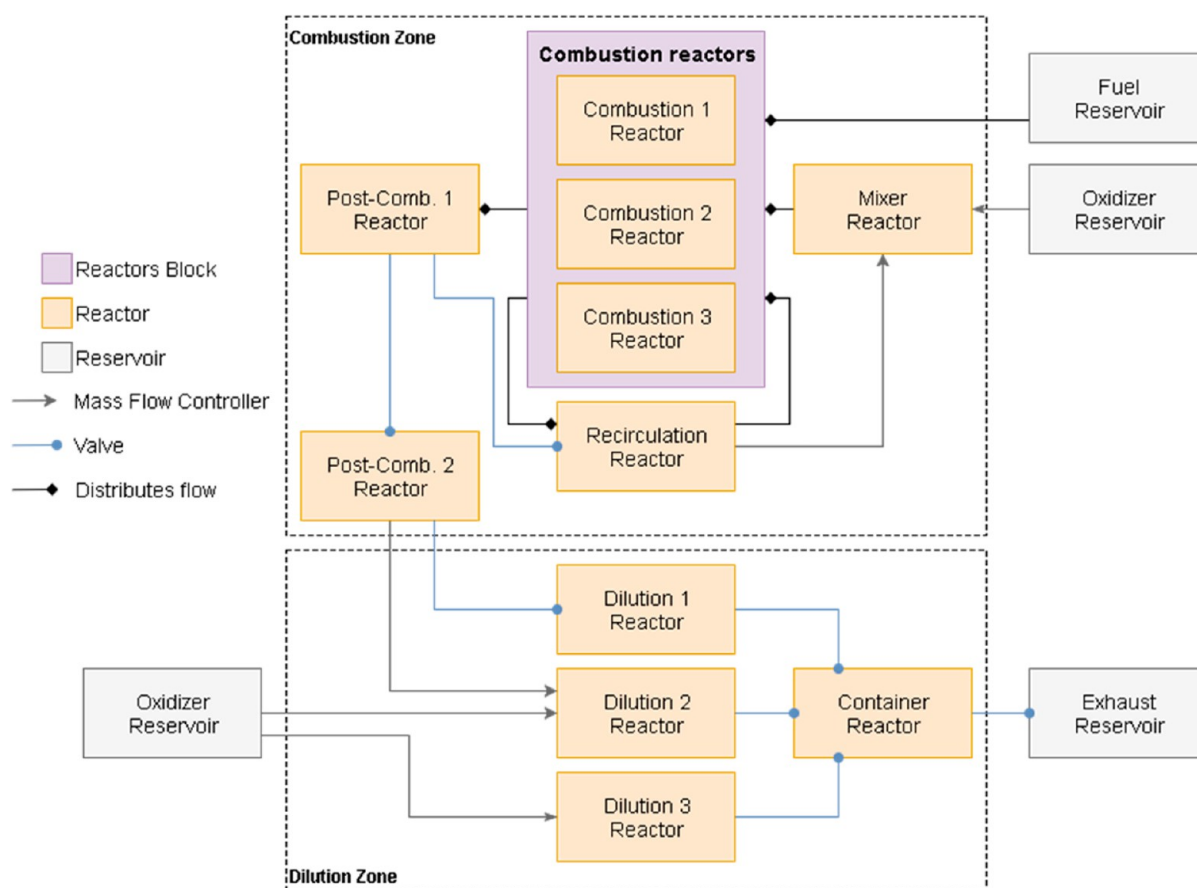 Combustion Zone
Combustion reactors
Combustion 1
Reactor
Fuel
Reservoir
Post-Comb. 1
Reactor
Combustion 2
Reactor
Mixer
Reactor
Oxidizer
Reservoir
Reactors Block
Reactor
Reservoir
Mass Flow Controller
Valve
Distributes flow
Combustion 3
Reactor
Post-Comb. 2
Reactor
Recirculation
Reactor
Dilution 1
Reactor
Oxidizer
Reservoir
Dilution 2
Reactor
Container
Reactor
Exhaust
Reservoir
Dilution 3
Reactor
Dilution Zone